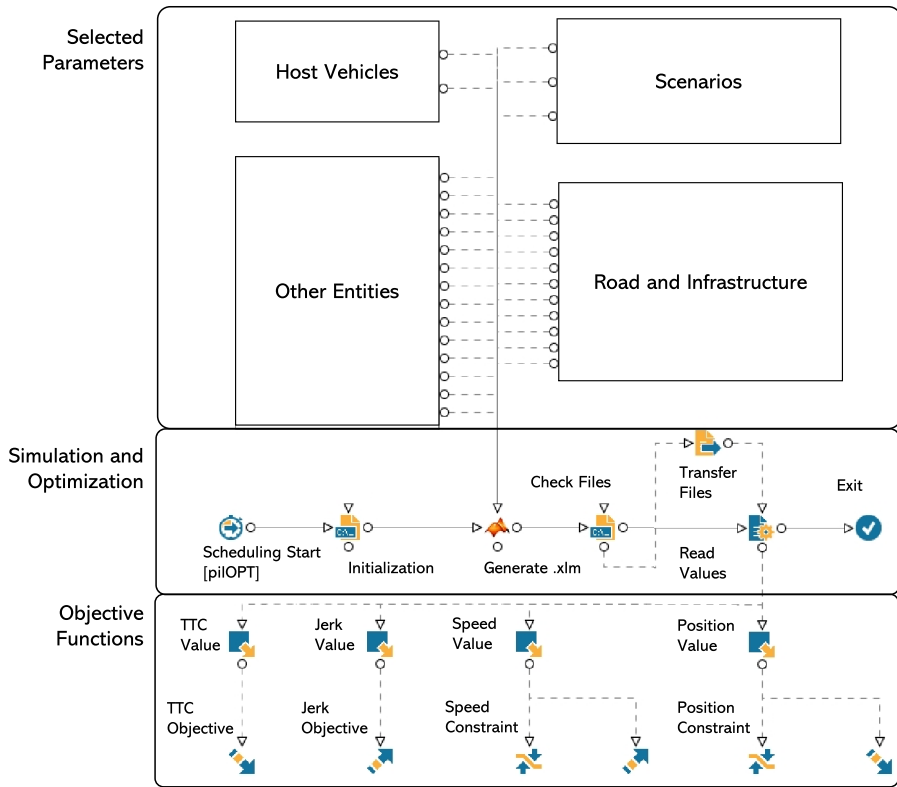 Selected
Parameters
Host Vehicles
Scenarios
Other Entities
Road and Infrastructure
Simulation and
Optimization
Check Files
Transfer
Files
Exit
Scheduling Start
[pilOPT]
Initialization
Generate .xlm
Read
Values
Objective
Functions
TTC
Value
Jerk
Value
Speed
Value
Position
Value
TTC
Objective
Jerk
Objective
Speed
Constraint
Position
Constraint